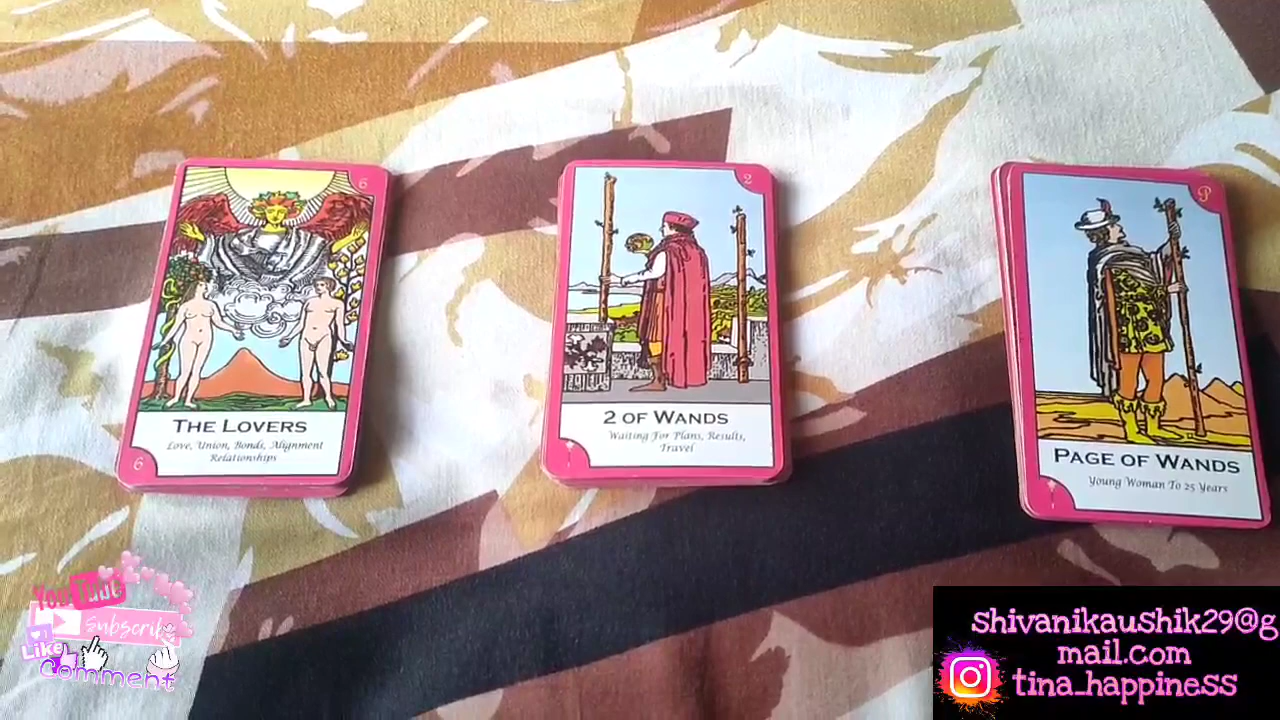 6
THE LOVERS
Love, Union, Bonds, Alignment
Relationships
6
2
2 OF WANDS
Waiting For Plans, Results,
Travel
P
PAGE OF WANDS
Young Woman To 25 Years
YouTube
Subscribe
Like
Comment
shivanikaushik29@g
mail.com
tina_happiness